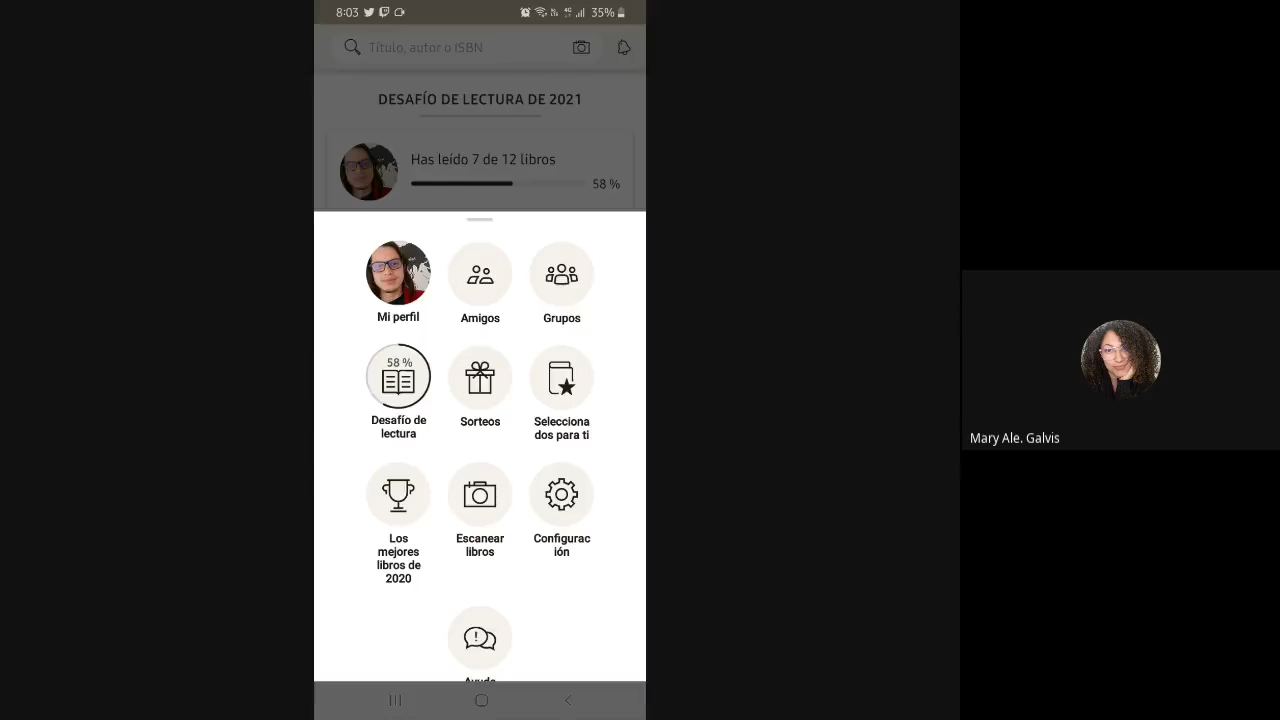 8:03
35%
Título, autor o ISBN
DESAFÍO DE LECTURA DE 2021
Has leído 7 de 12 libros
58 %
Mi perfil
Amigos
Grupos
58 %
Desafío de
lectura
Sorteos
Selecciona
dos para ti
Los
mejores
libros de
2020
Escanear
libros
Configurac
ión
Ayuda
Mary Ale. Galvis